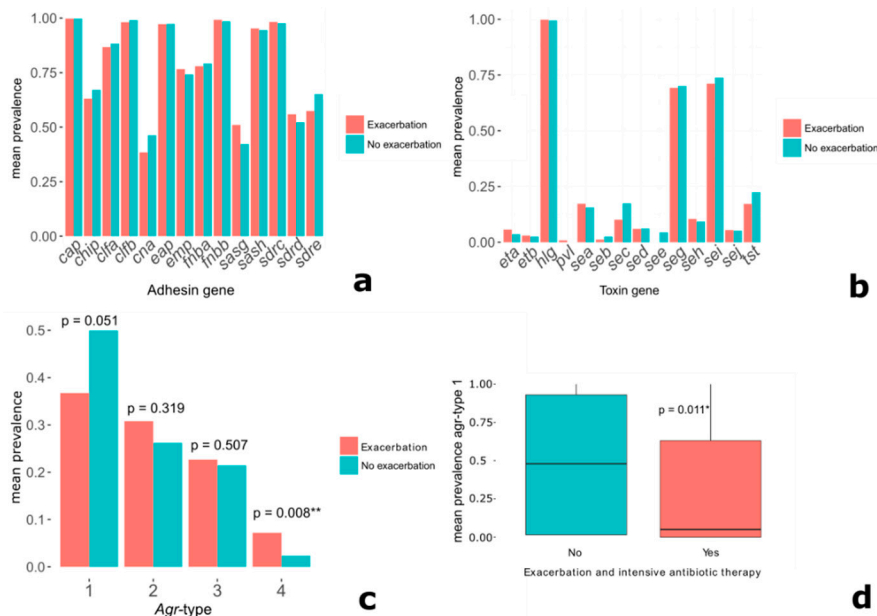 1.00
0.75
0.50
0.25
0.00
mean prevalence
cap
chip
clfa
clfb
cna
eap
emp
fnba
fnbb
sasg
sash
sdrc
sdrd
sdre
Adhesin gene
Exacerbation
No exacerbation
a
1.00
0.75
0.50
0.25
0.00
mean prevalence
eta
etb
hlg
pvl
sea
seb
sec
sed
see
seg
seh
sei
sej
tst
Toxin gene
Exacerbation
No exacerbation
b
0.5
0.4
0.3
0.2
0.1
0.0
mean prevalence
p = 0.051
p = 0.319
p = 0.507
p = 0.008**
1
2
3
4
Agr-type
Exacerbation
No exacerbation
c
1.00
0.75
0.5
0.25
0.00
mean prevalence agr-type 1
p = 0.011*
No
Yes
Exacerbation and intensive antibiotic therapy
d